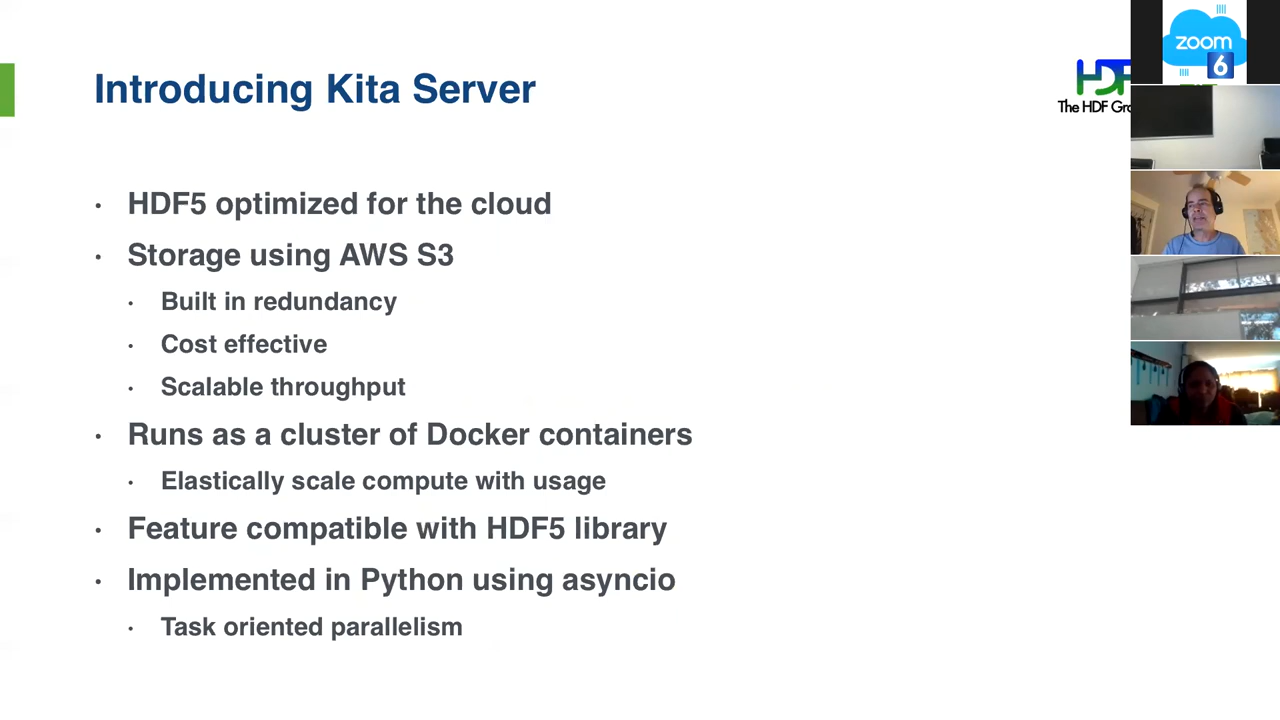 Introducing Kita Server
HDF
The HDF Gro
zoom
6
• HDF5 optimized for the cloud
• Storage using AWS S3
• Built in redundancy
• Cost effective
• Scalable throughput
• Runs as a cluster of Docker containers
• Elastically scale compute with usage
• Feature compatible with HDF5 library
• Implemented in Python using asyncio
• Task oriented parallelism